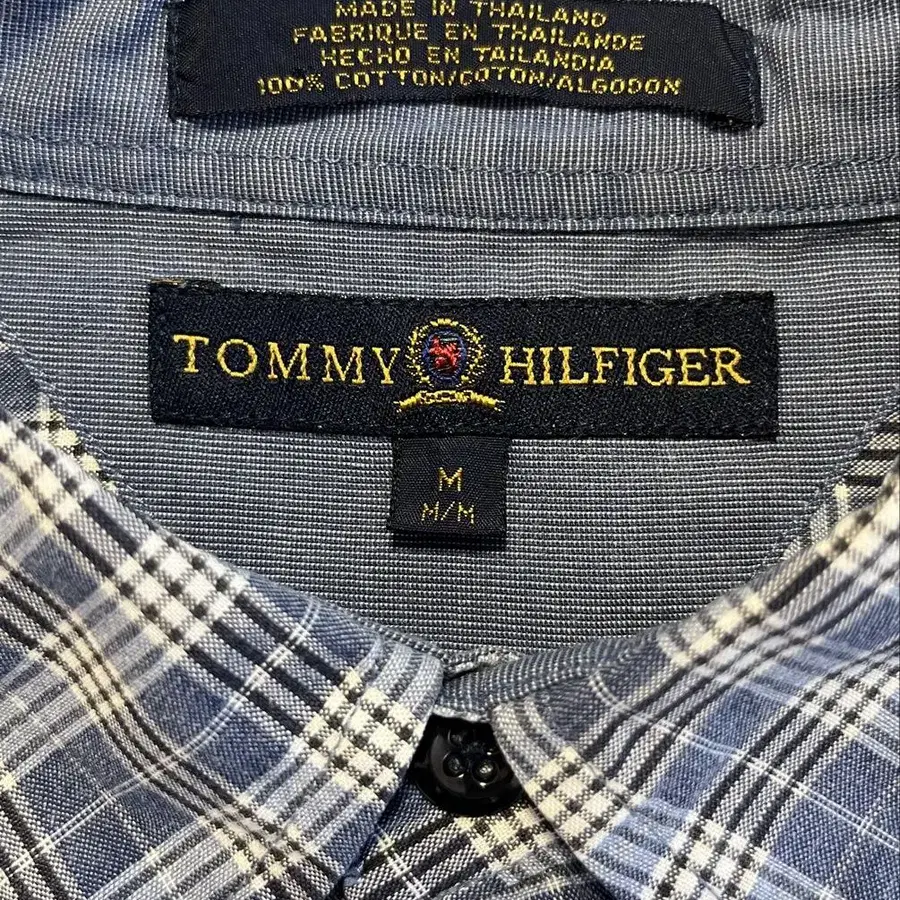 MADE IN THAILAND
FABRIQUE EN THAILANDE
HECHO EN TAILANDIA
100% COTTON/COTON/ALGODON
TOMMY HILFIGER
M
M/M